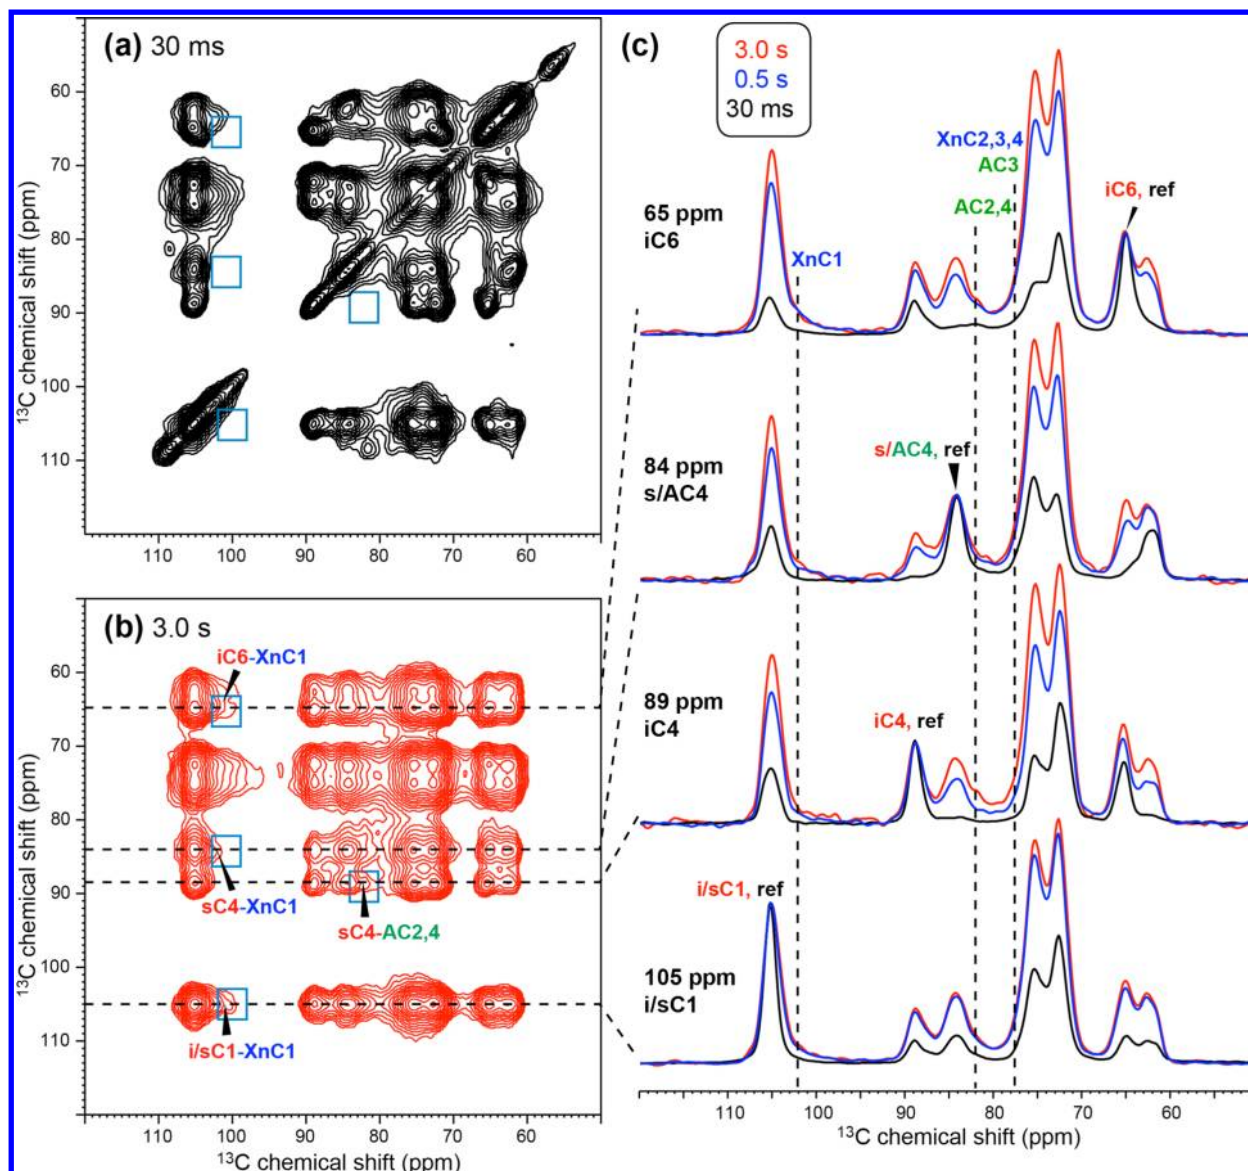 (a) 30 ms
60
70
80
90
100
110
¹³C chemical shift (ppm)
110 100 90 80 70 60
(b) 3.0 s
iC6-XnC1
sC4-XnC1
sC4-AC2,4
i/sC1-XnC1
60
70
80
90
100
110
¹³C chemical shift (ppm)
110 100 90 80 70 60
¹³C chemical shift (ppm)
(c)
3.0 s
0.5 s
30 ms
XnC2,3,4
AC3
AC2,4
XnC1
iC6, ref
65 ppm
iC6
s/AC4, ref
84 ppm
s/AC4
iC4, ref
89 ppm
iC4
i/sC1, ref
105 ppm
i/sC1
110 100 90 80 70 60
¹³C chemical shift (ppm)